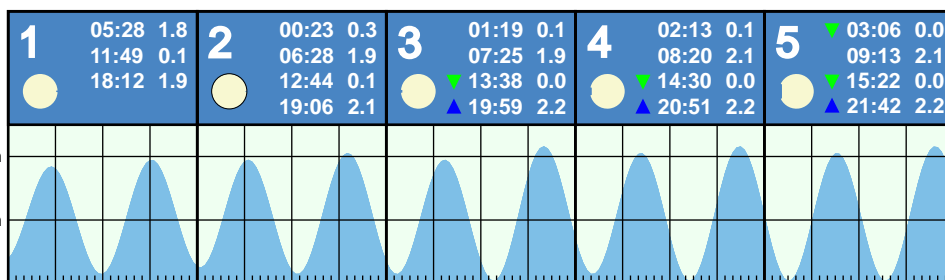 1
05:28 1.8
11:49 0.1
18:12 1.9
2
00:23 0.3
06:28 1.9
12:44 0.1
19:06 2.1
3
01:19 0.1
07:25 1.9
▼ 13:38 0.0
▲ 19:59 2.2
4
02:13 0.1
08:20 2.1
▼ 14:30 0.0
▲ 20:51 2.2
5
▼ 03:06 0.0
09:13 2.1
▼ 15:22 0.0
▲ 21:42 2.2